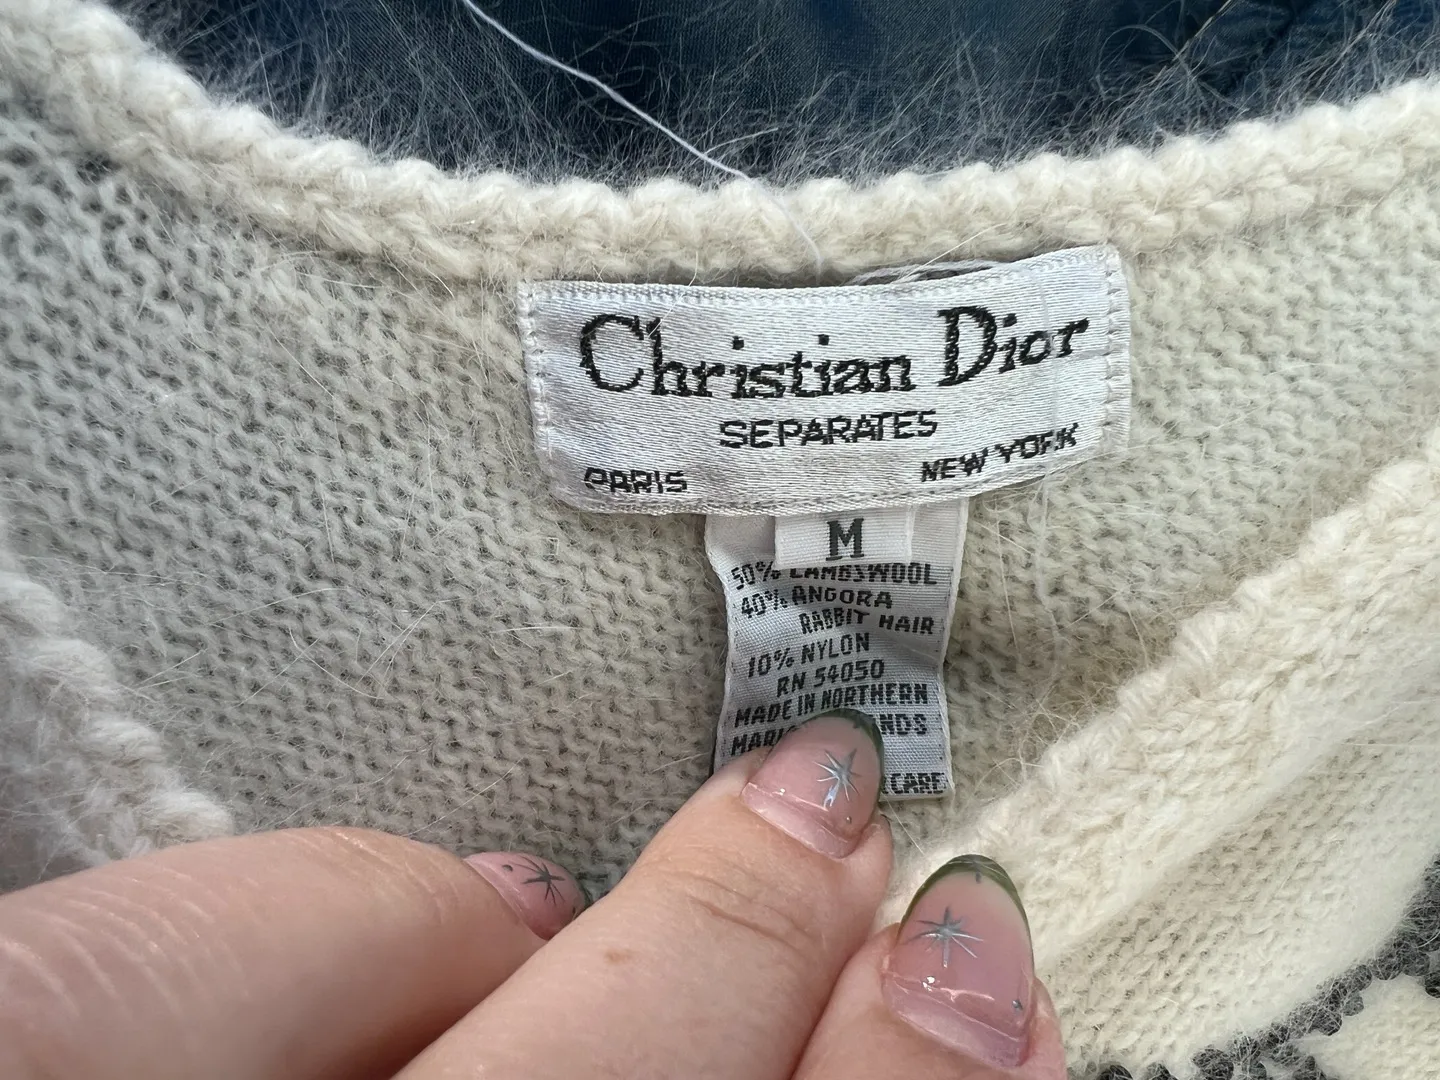 Christian Dior
SEPARATES
PARIS NEW YORK
M
50% LAMBSWOOL
40% ANGORA
RABBIT HAIR
10% NYLON
RN 54050
MADE IN NORTHERN
CARE